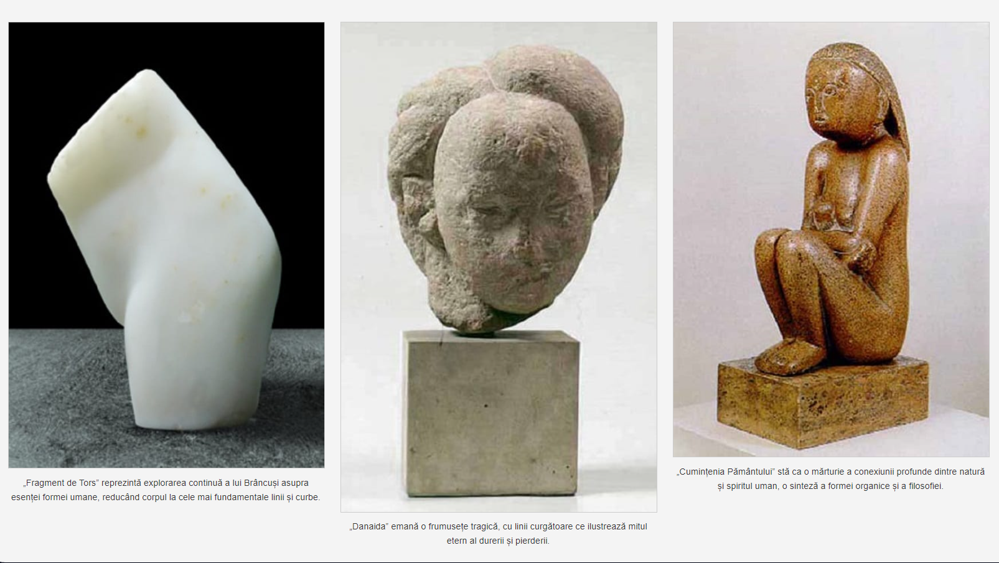 „Fragment de Tors” reprezintă explorarea continuă a lui Brâncuși asupra
esenței formei umane, reducând corpul la cele mai fundamentale linii și curbe.
„Danaida” emană o frumusețe tragică, cu linii curgătoare ce ilustrează mitul
etern al durerii și pierderii.
„Cumințenia Pământului” stă ca o mărturie a conexiunii profunde dintre natură
și spiritul uman, o sinteză a formei organice și a filosofiei.